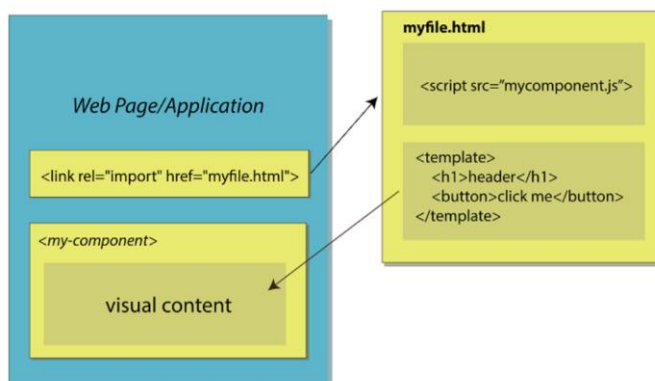 Web Page/Application
<link rel="import" href="myfile.html">
<my-component>
visual content
myfile.html
<script src="mycomponent.js">
<template>
<h1>header</h1>
<button>click me</button>
</template>